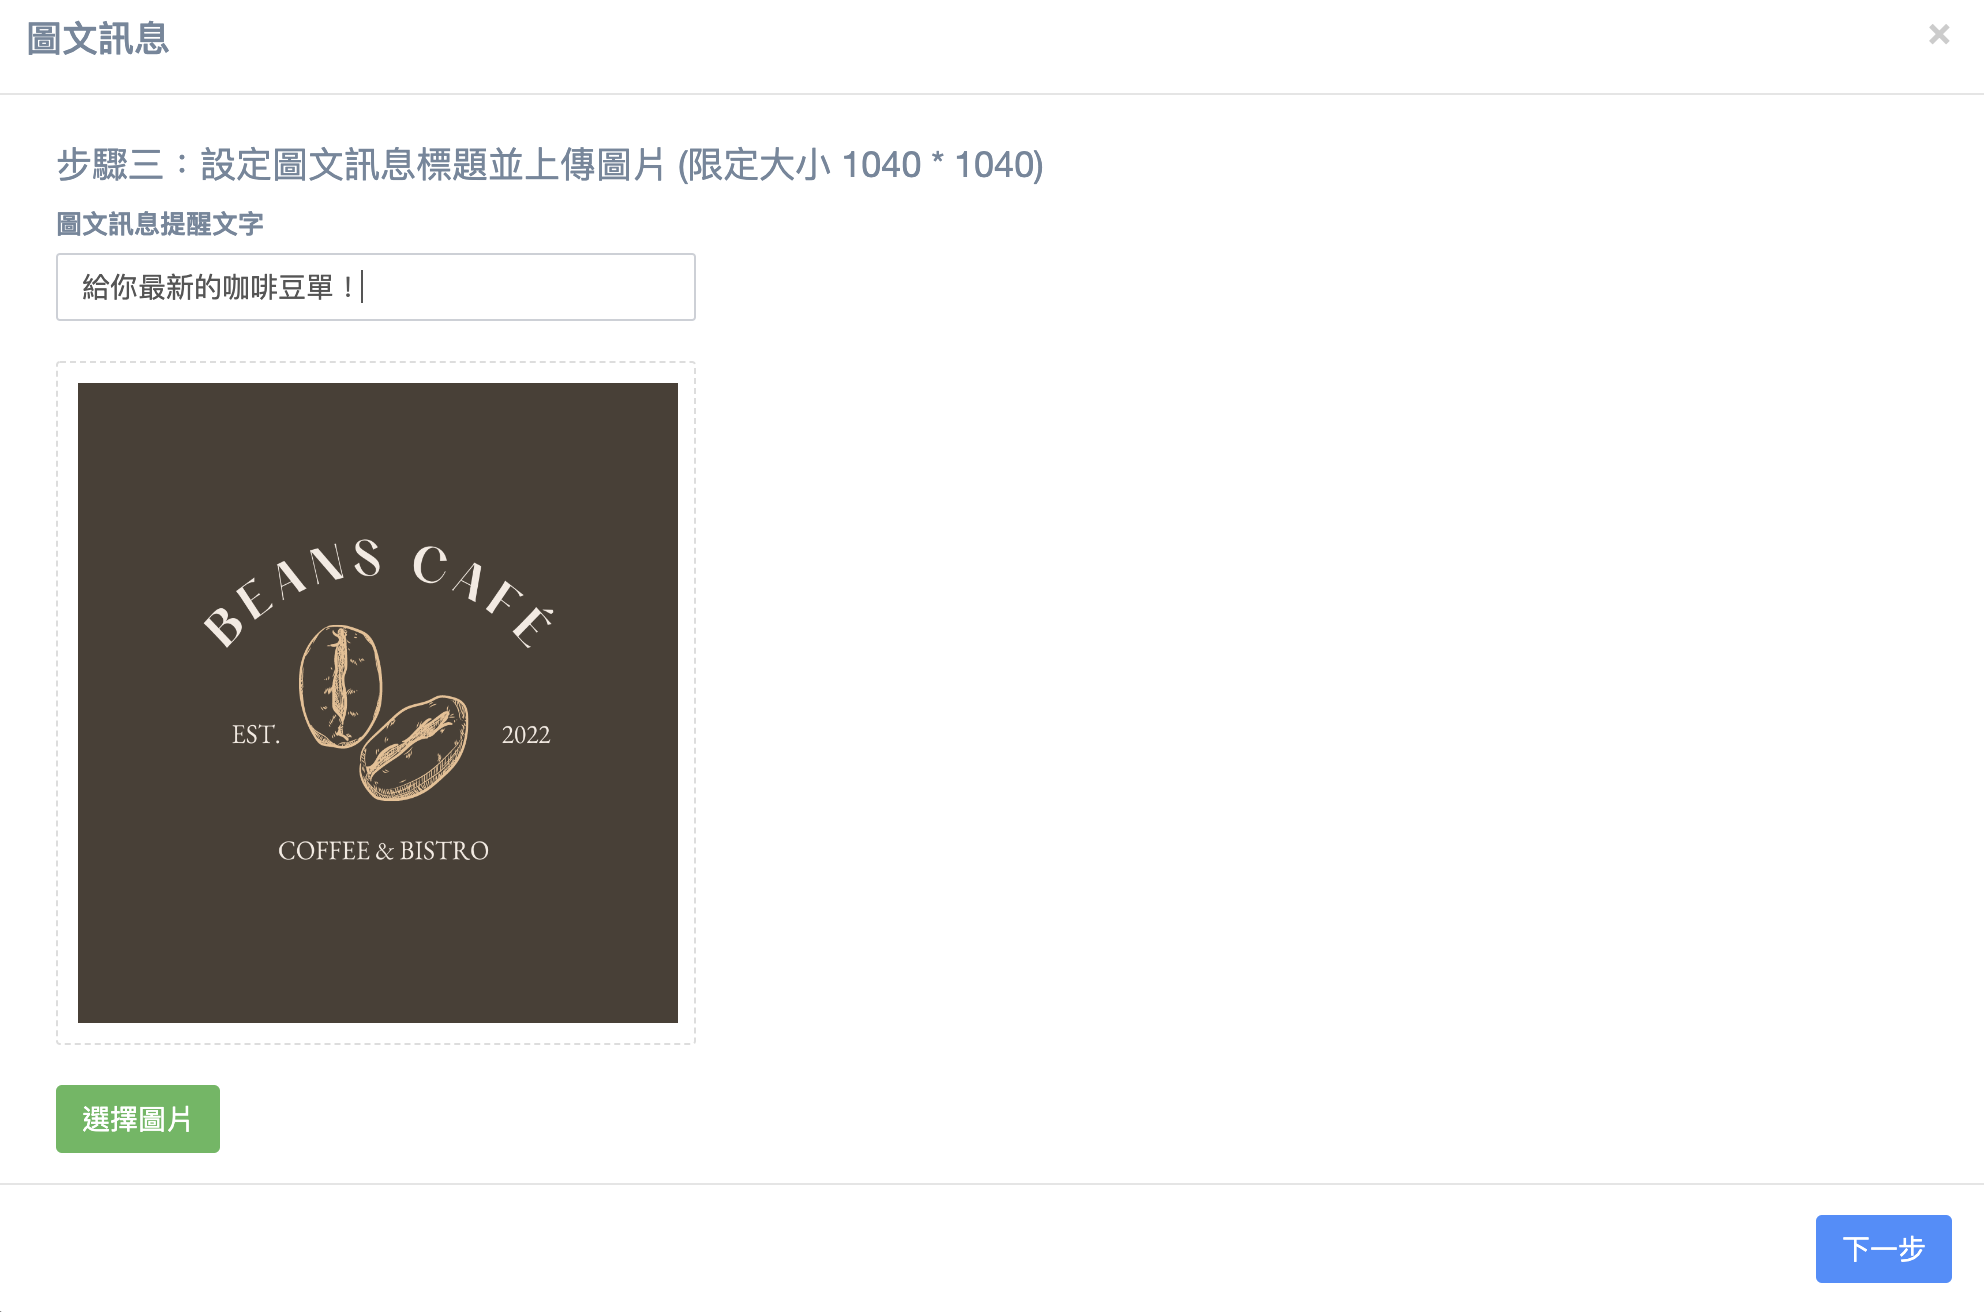 圖文訊息
×
步驟三：設定圖文訊息標題並上傳圖片 (限定大小 1040 * 1040)
圖文訊息提醒文字
給你最新的咖啡豆單！
BEANS CAFÉ
EST. 2022
COFFEE & BISTRO
選擇圖片
下一步